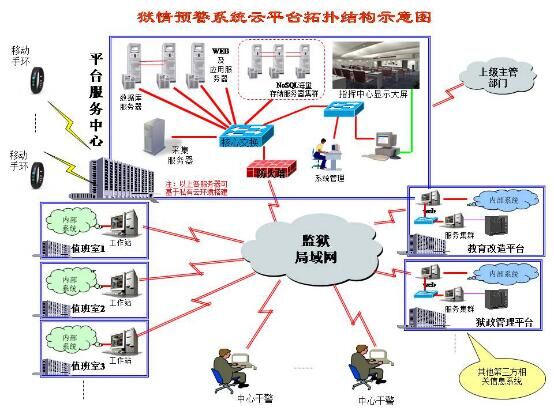 狱情预警系统云平台拓扑结构示意图
移动
手环
移动
手环
平台服务中心
数据库
服务器
WEB
及
应用服
务器
NoSQL海量
存储服务器集群
指挥中心显示大屏
上级主管
部门
采集
服务器
核心交换
防火墙
系统管理
注：以上各服务器可
基于私有云环境搭建
内部
系统
工作站
值班室1
内部
系统
工作站
值班室2
内部
系统
工作站
值班室3
监狱
局域网
内部系统
web
服务集群
教育改造平台
内部系统
web
服务集群
狱政管理平台
其他第三方相
关信息系统
中心干警
中心干警